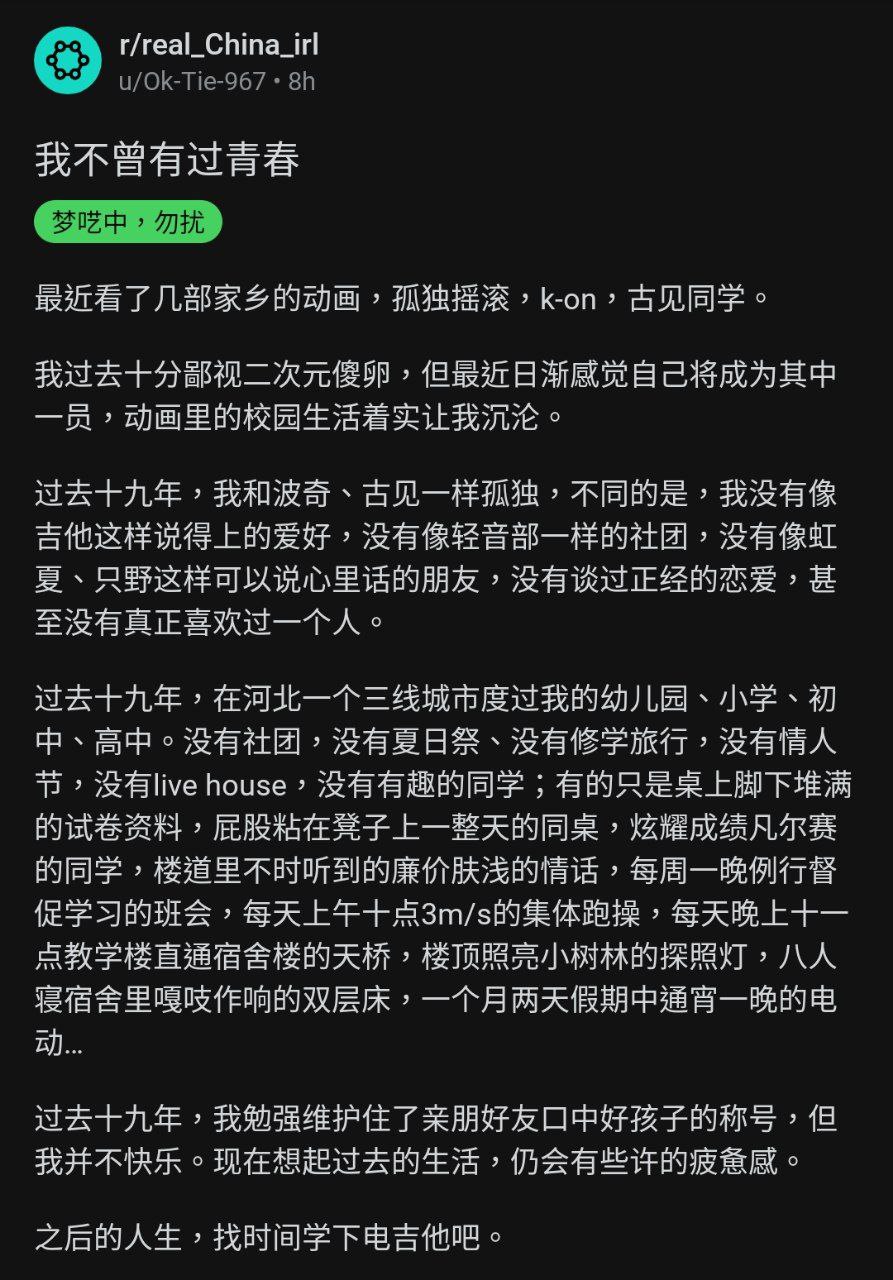 r/real_China_irl
u/Ok-Tie-967 • 8h
我不曾有过青春
梦呓中，勿扰
最近看了几部家乡的动画，孤独摇滚，k-on，古见同学。
我过去十分鄙视二次元傻卵，但最近日渐感觉自己将成为其中
一员，动画里的校园生活着实让我沉沦。
过去十九年，我和波奇、古见一样孤独，不同的是，我没有像
吉他这样说得上的爱好，没有像轻音部一样的社团，没有像虹
夏、只野这样可以说心里话的朋友，没有谈过正经的恋爱，甚
至没有真正喜欢过一个人。
过去十九年，在河北一个三线城市度过我的幼儿园、小学、初
中、高中。没有社团，没有夏日祭、没有修学旅行，没有情人
节，没有live house，没有有趣的同学；有的只是桌上脚下堆满
的试卷资料，屁股粘在凳子上一整天的同桌，炫耀成绩凡尔赛
的同学，楼道里不时听到的廉价肤浅的情话，每周一晚例行督
促学习的班会，每天上午十点3m/s的集体跑操，每天晚上十一
点教学楼直通宿舍楼的天桥，楼顶照亮小树林的探照灯，八人
寝宿舍里嘎吱作响的双层床，一个月两天假期中通宵一晚的电
动...
过去十九年，我勉强维护住了亲朋好友口中好孩子的称号，但
我并不快乐。现在想起过去的生活，仍会有些许的疲惫感。
之后的人生，找时间学下电吉他吧。